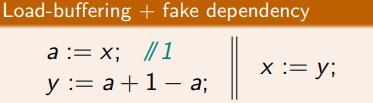 Load-buffering + fake dependency
a := x; //1
y := a + 1 − a;
x := y;